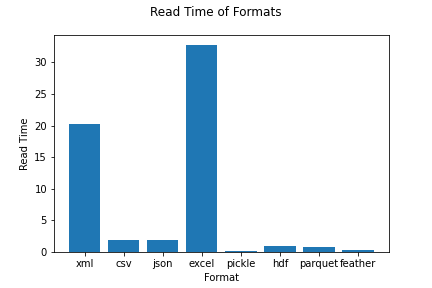 Read Time of Formats
Read Time
30
25
20
15
10
5
0
xml csv json excel pickle hdf parquet feather
Format